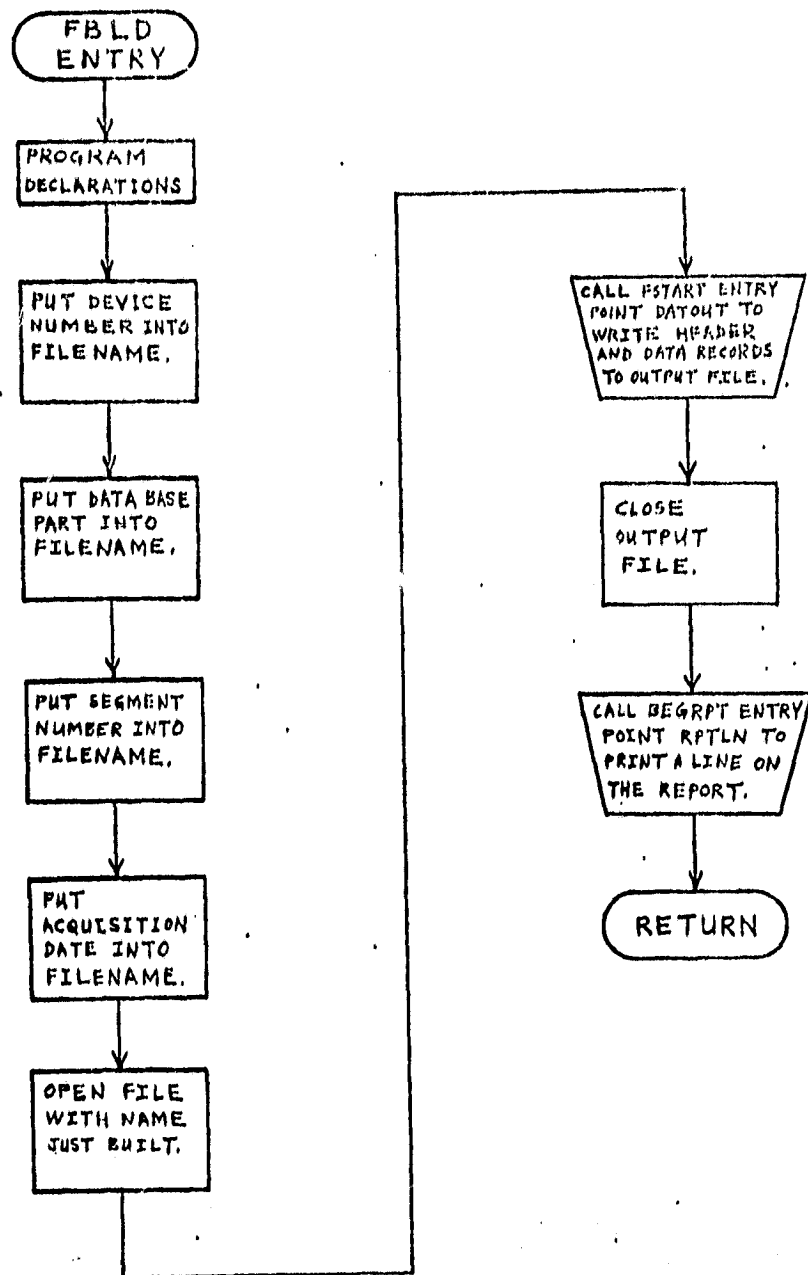 FBLD
ENTRY
PROGRAM
DECLARATIONS
PUT DEVICE
NUMBER INTO
FILENAME.
PUT DATA BASE
PART INTO
FILENAME.
PUT SEGMENT
NUMBER INTO
FILENAME.
PUT
ACQUISITION
DATE INTO
FILENAME.
OPEN FILE
WITH NAME
JUST BUILT.
CALL FSTART ENTRY
POINT DATOUT TO
WRITE HEADER
AND DATA RECORDS
TO OUTPUT FILE.
CLOSE
OUTPUT
FILE.
CALL BEGRPT ENTRY
POINT RPTLN TO
PRINT A LINE ON
THE REPORT.
RETURN